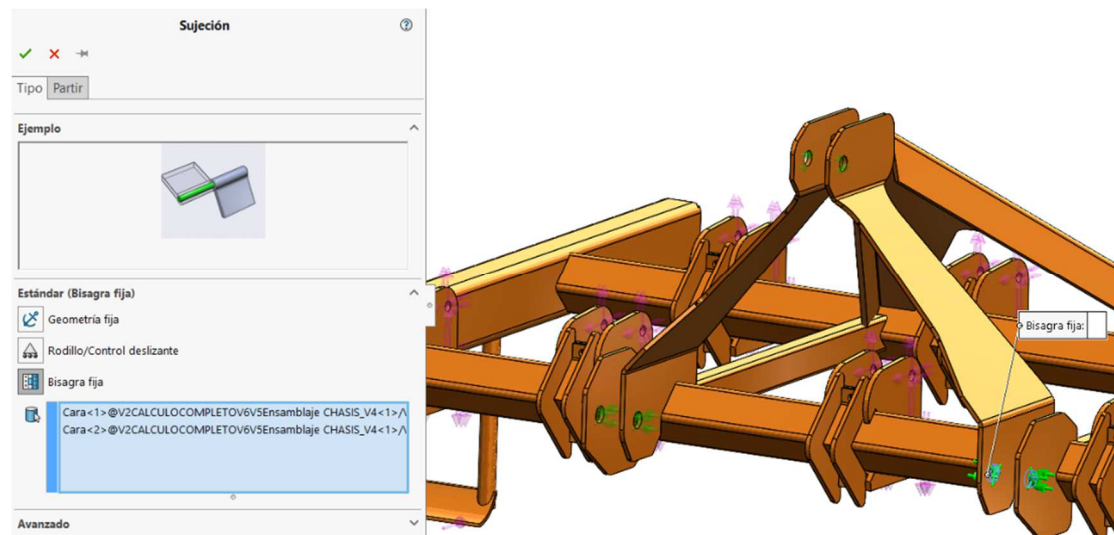 Sujeción
Tipo Partir
Ejemplo
Estándar (Bisagra fija)
Geometría fija
Rodillo/Control deslizante
Bisagra fija
Cara<1>@V2CALCULOCOMPLETOV6V5Ensamblaje CHASIS_V4<1>/
Cara<2>@V2CALCULOCOMPLETOV6V5Ensamblaje CHASIS_V4<1>/
Avanzado
Bisagra fija: